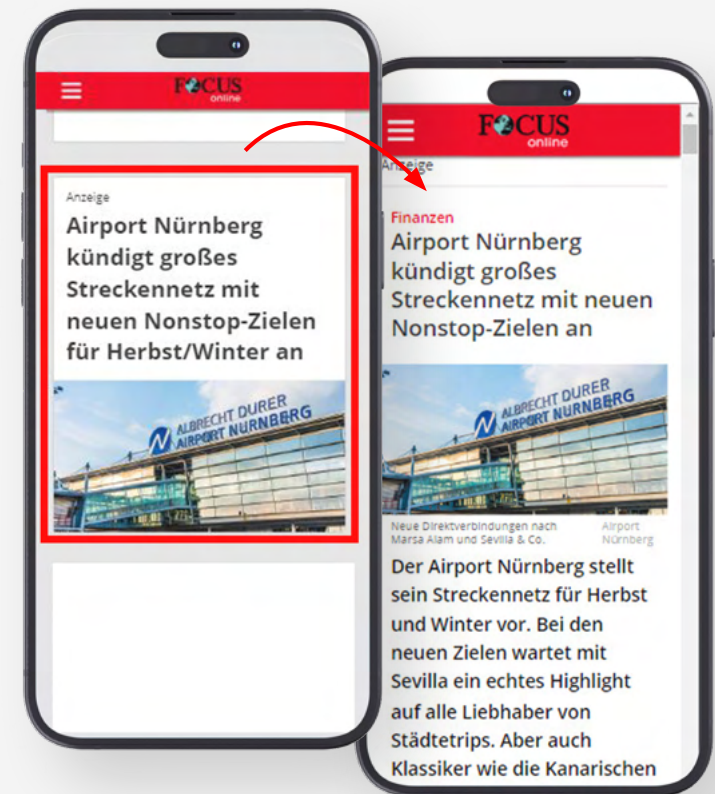 FOCUS
online
Anzeige
Airport Nürnberg
kündigt großes
Streckennetz mit
neuen Nonstop-Zielen
für Herbst/Winter an
ALBRECHT DURER
AIRPORT NURNBERG
FOCUS
online
Anzeige
Finanzen
Airport Nürnberg
kündigt großes
Streckennetz mit neuen
Nonstop-Zielen an
ALBRECHT DURER
AIRPORT NURNBERG
Neue Direktverbindungen nach
Marsa Alam und Sevilla & Co.
Airport
Nürnberg
Der Airport Nürnberg stellt
sein Streckennetz für Herbst
und Winter vor. Bei den
neuen Zielen wartet mit
Sevilla ein echtes Highlight
auf alle Liebhaber von
Städtetrips. Aber auch
Klassiker wie die Kanarischen